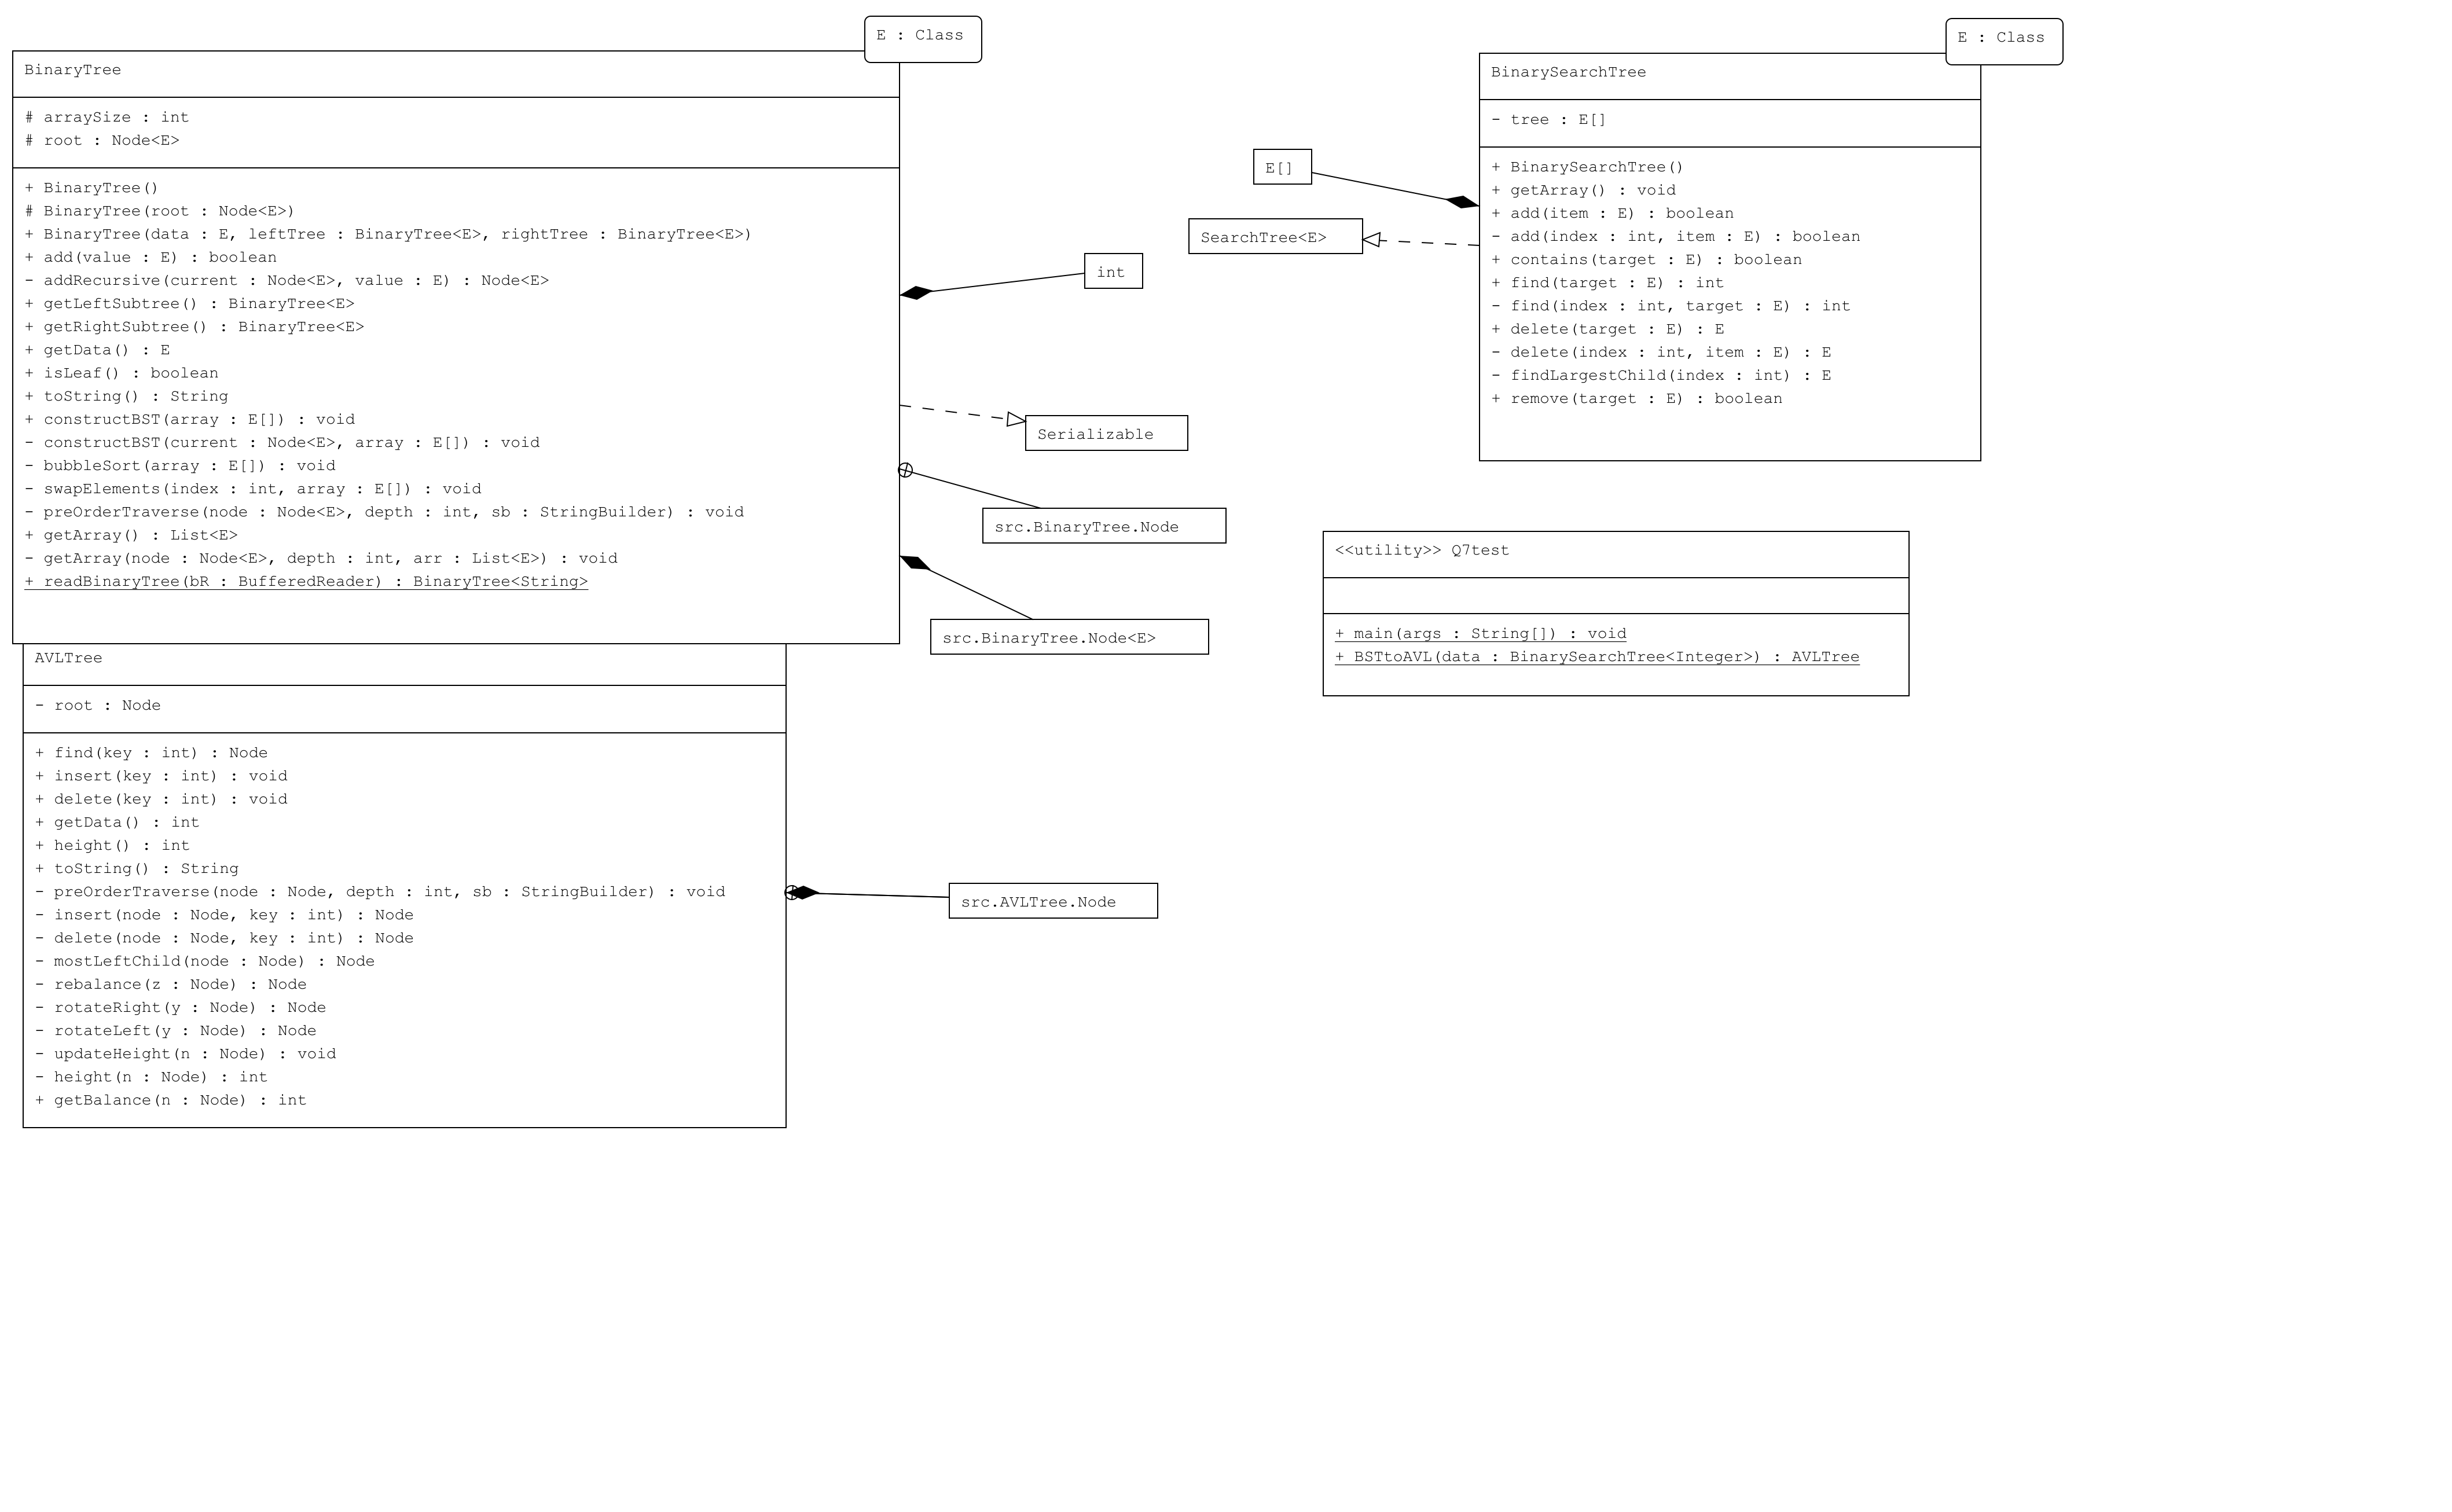 E : Class
BinaryTree
# arraySize : int
# root : Node<E>
+ BinaryTree()
# BinaryTree(root : Node<E>)
+ BinaryTree(data : E, leftTree : BinaryTree<E>, rightTree : BinaryTree<E>)
+ add(value : E) : boolean
- addRecursive(current : Node<E>, value : E) : Node<E>
+ getLeftSubtree() : BinaryTree<E>
+ getRightSubtree() : BinaryTree<E>
+ getData() : E
+ isLeaf() : boolean
+ toString() : String
+ constructBST(array : E[]) : void
- constructBST(current : Node<E>, array : E[]) : void
- bubbleSort(array : E[]) : void
- swapElements(index : int, array : E[]) : void
- preOrderTraverse(node : Node<E>, depth : int, sb : StringBuilder) : void
+ getArray() : List<E>
- getArray(node : Node<E>, depth : int, arr : List<E>) : void
+ readBinaryTree(bR : BufferedReader) : BinaryTree<String>
int
Serializable
src.BinaryTree.Node
src.BinaryTree.Node<E>
AVLTree
- root : Node
+ find(key : int) : Node
+ insert(key : int) : void
+ delete(key : int) : void
+ getData() : int
+ height() : int
+ toString() : String
- preOrderTraverse(node : Node, depth : int, sb : StringBuilder) : void
- insert(node : Node, key : int) : Node
- delete(node : Node, key : int) : Node
- mostLeftChild(node : Node) : Node
- rebalance(z : Node) : Node
- rotateRight(y : Node) : Node
- rotateLeft(y : Node) : Node
- updateHeight(n : Node) : void
- height(n : Node) : int
+ getBalance(n : Node) : int
src.AVLTree.Node
E : Class
BinarySearchTree
- tree : E[]
+ BinarySearchTree()
+ getArray() : void
+ add(item : E) : boolean
- add(index : int, item : E) : boolean
+ contains(target : E) : boolean
+ find(target : E) : int
- find(index : int, target : E) : int
+ delete(target : E) : E
- delete(index : int, item : E) : E
- findLargestChild(index : int) : E
+ remove(target : E) : boolean
E[]
SearchTree<E>
<<utility>> Q7test
+ main(args : String[]) : void
+ BSTtoAVL(data : BinarySearchTree<Integer>) : AVLTree